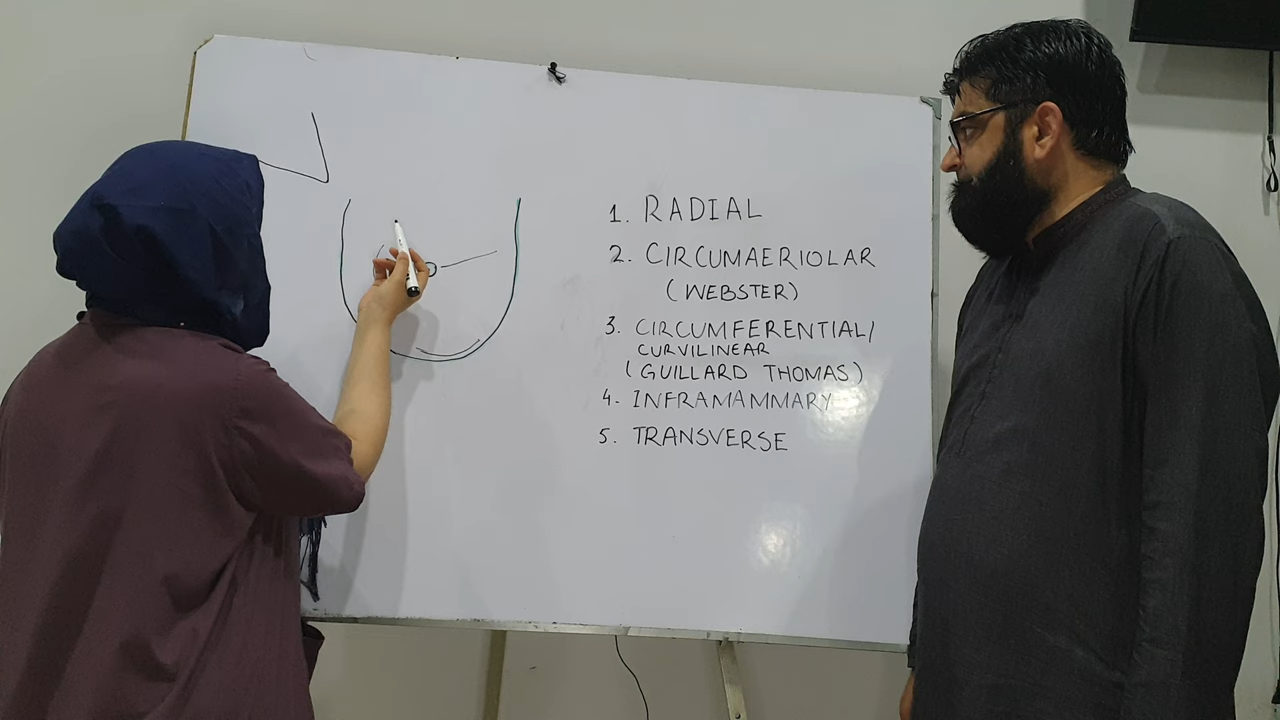 1. RADIAL
2. CIRCUMAERIOLAR
(WEBSTER)
3. CIRCUMFERENTIAL/
CURVILINEAR
(GUILLARD THOMAS)
4. INFRAMAMMARY
5. TRANSVERSE